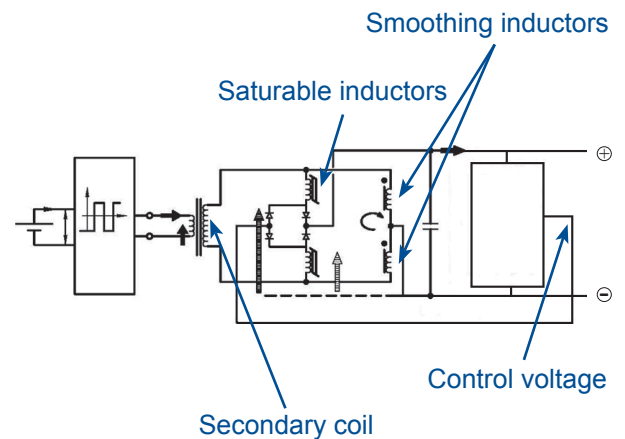 Smoothing inductors
Saturable inductors
+
−
Control voltage
Secondary coil